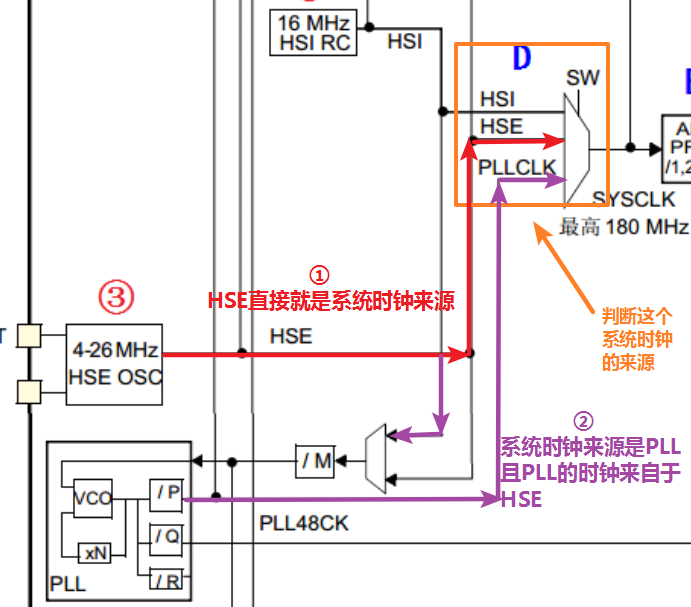 16 MHz
HSI RC
HSI
D
SW
HSI
HSE
PLLCLK
/1,2
SYSCLK
最高 180 MHz
①
HSE直接就是系统时钟来源
③
HSE
4-26 MHz
HSE OSC
判断这个
系统时钟
的来源
②
系统时钟来源是PLL
且PLL的时钟来自于
HSE
/ M
VCO
/ P
xN
/ Q
/ R
PLL
PLL48CK